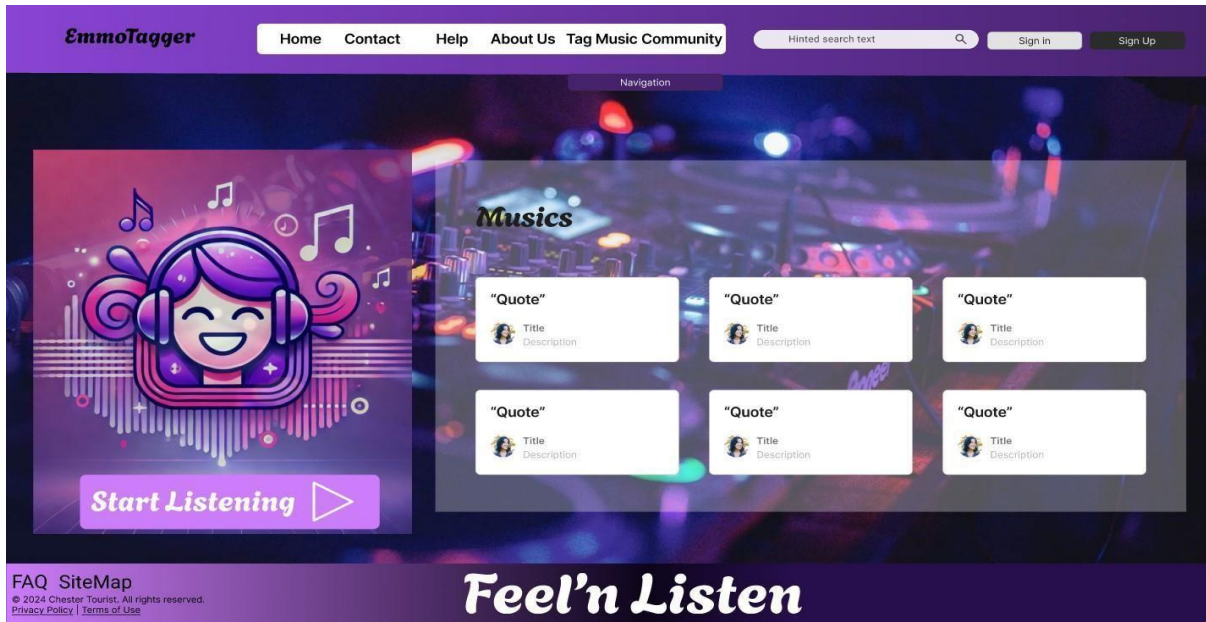 EmmoTagger
Home Contact Help About Us Tag Music Community
Hinted search text
Sign in
Sign Up
Navigation
Musics
“Quote”
Title
Description
“Quote”
Title
Description
“Quote”
Title
Description
“Quote”
Title
Description
“Quote”
Title
Description
“Quote”
Title
Description
Start Listening
FAQ SiteMap
© 2024 Chester Tourist. All rights reserved.
Privacy Policy | Terms of Use
Feel’n Listen
Pioneer